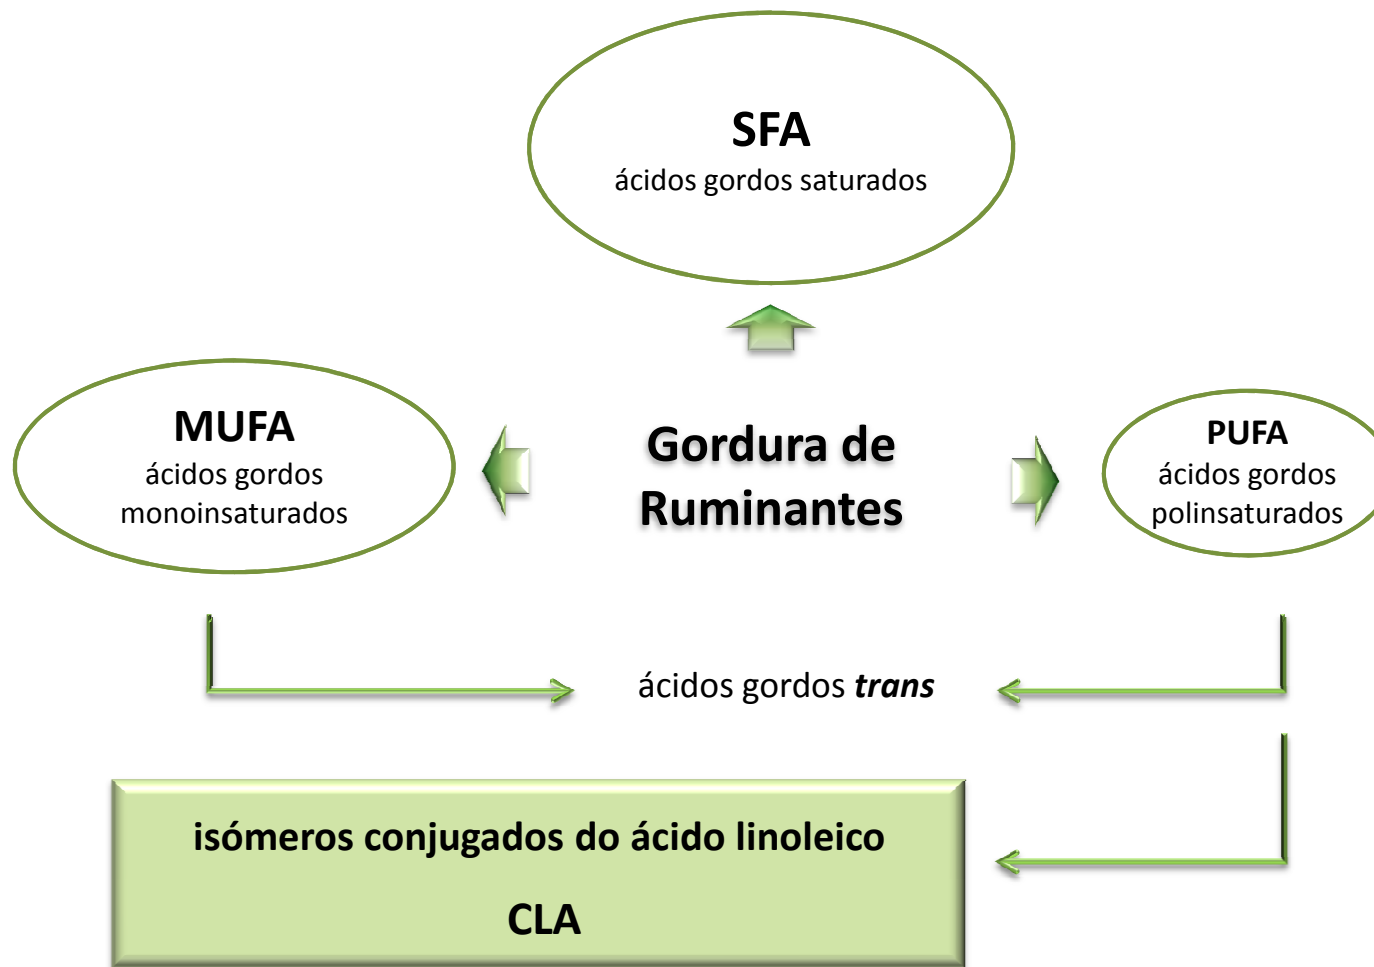 SFA
ácidos gordos saturados
MUFA
ácidos gordos
monoinsaturados
Gordura de
Ruminantes
PUFA
ácidos gordos
polinsaturados
ácidos gordos trans
isómeros conjugados do ácido linoleico
CLA